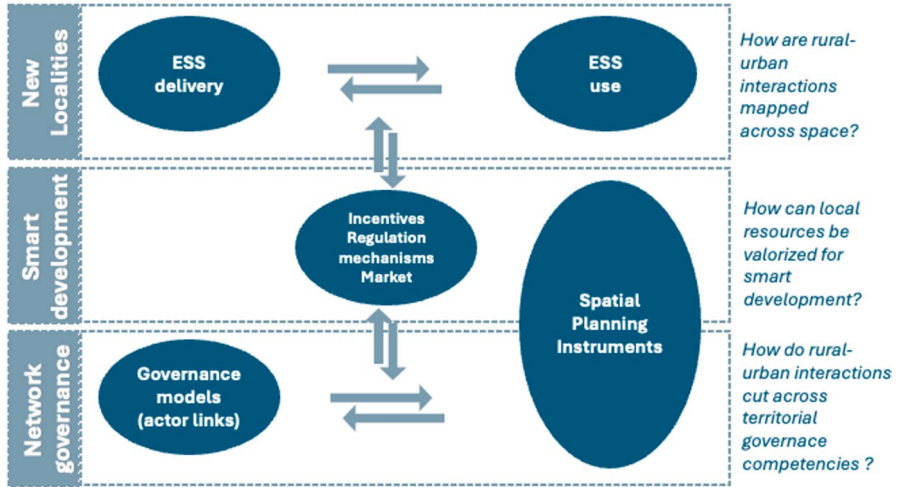 New
Localities
ESS
delivery
ESS
use
How are rural-
urban
interactions
mapped
across space?
Smart
development
Incentives
Regulation
mechanisms
Market
Spatial
Planning
Instruments
How can local
resources be
valorized for
smart
development?
Network
governance
Governance
models
(actor links)
How do rural-
urban interactions
cut across
territorial
governace
competencies ?